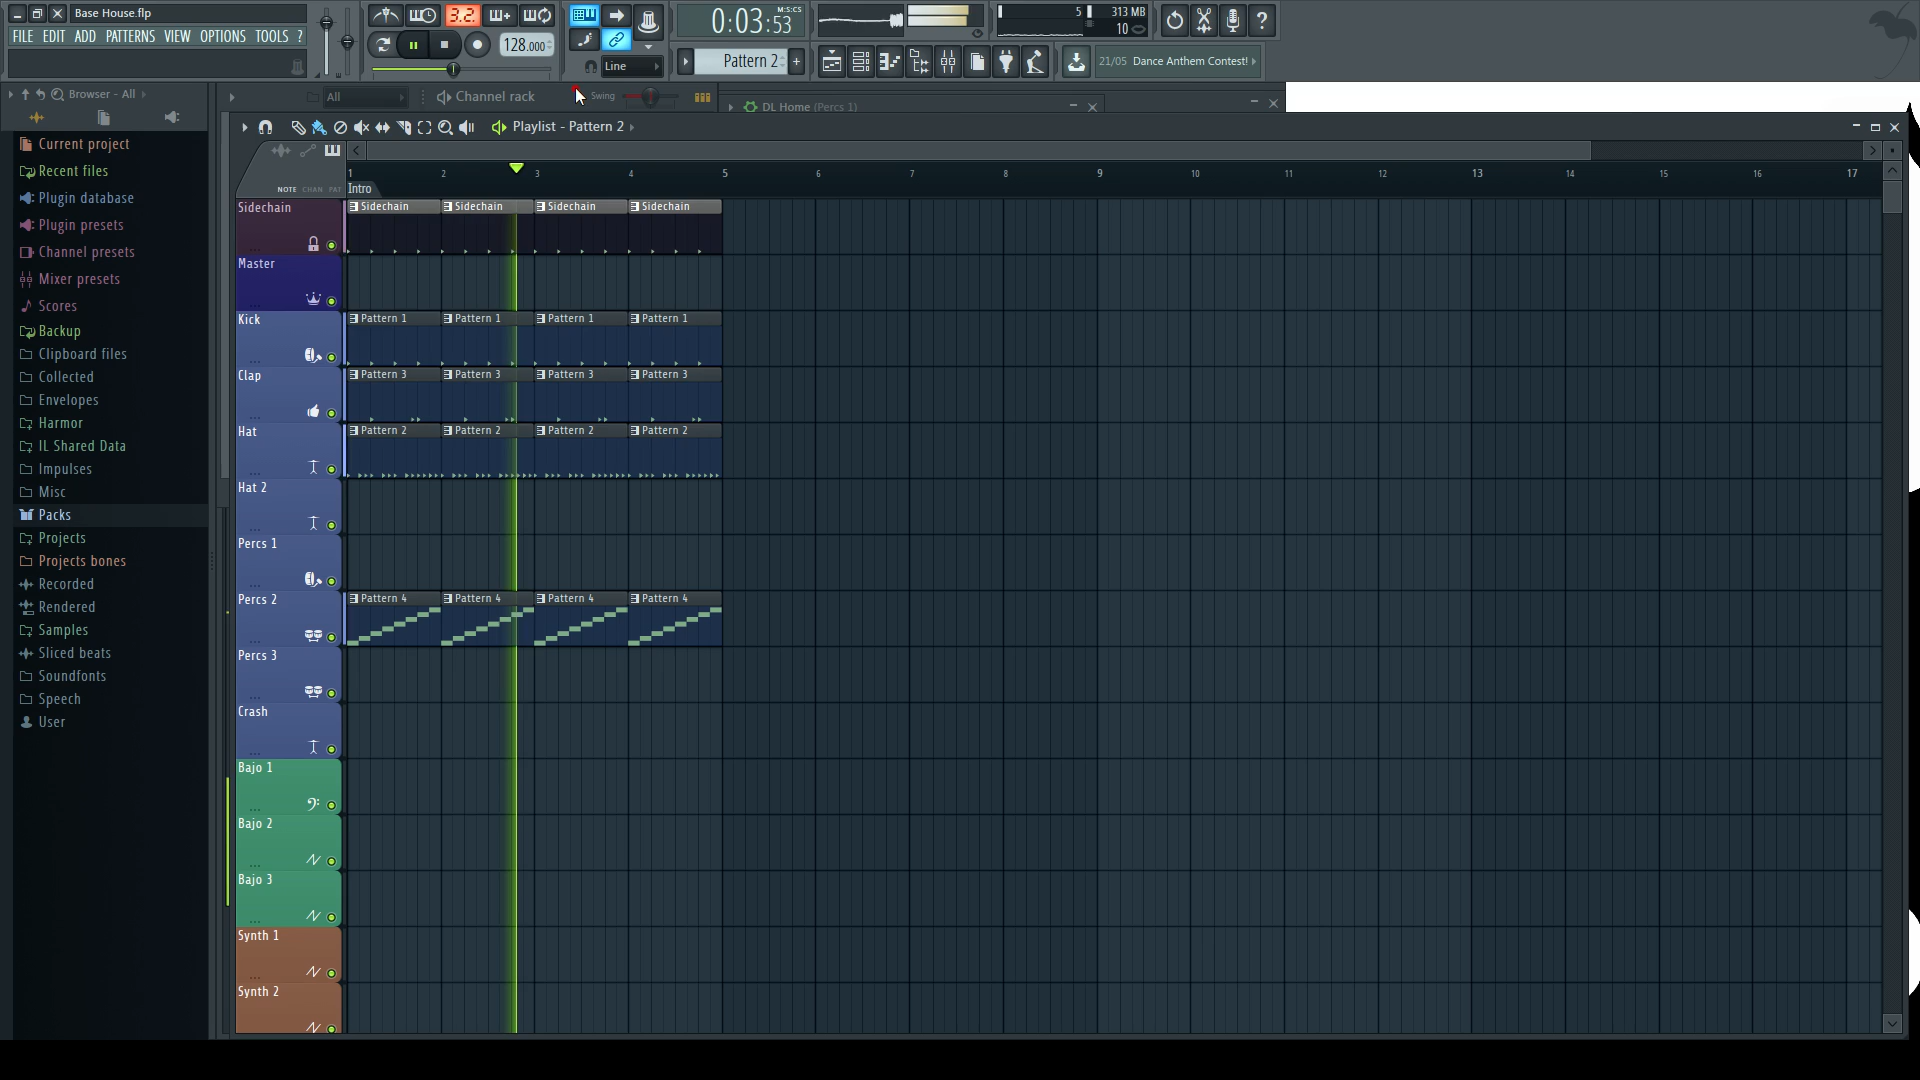 Base House.flp
FILE EDIT ADD PATTERNS VIEW OPTIONS TOOLS ?
3.2
128.000
Line
0:03:53
M:S:CS
Pattern 2
5
313 MB
10
21/05 Dance Anthem Contest!
Browser - All
All
Channel rack
Swing
DL Home (Percs 1)
Playlist - Pattern 2
Current project
Recent files
Plugin database
Plugin presets
Channel presets
Mixer presets
Scores
Backup
Clipboard files
Collected
Envelopes
Harmor
IL Shared Data
Impulses
Misc
Packs
Projects
Projects bones
Recorded
Rendered
Samples
Sliced beats
Soundfonts
Speech
User
NOTE CHAN PAT
1 2 3 4 5 6 7 8 9 10 11 12 13 14 15 16 17
Intro
Sidechain
Sidechain Sidechain Sidechain Sidechain
Master
Kick
Pattern 1 Pattern 1 Pattern 1 Pattern 1
Clap
Pattern 3 Pattern 3 Pattern 3 Pattern 3
Hat
Pattern 2 Pattern 2 Pattern 2 Pattern 2
Hat 2
Percs 1
Percs 2
Pattern 4 Pattern 4 Pattern 4 Pattern 4
Percs 3
Crash
Bajo 1
Bajo 2
Bajo 3
Synth 1
Synth 2